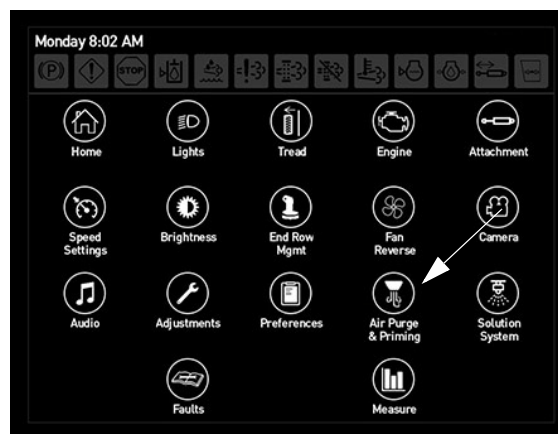 Monday 8:02 AM
(P) STOP
Home Lights Tread Engine Attachment
Speed Settings Brightness End Row Mgmt Fan Reverse Camera
Audio Adjustments Preferences Air Purge & Priming Solution System
Faults Measure